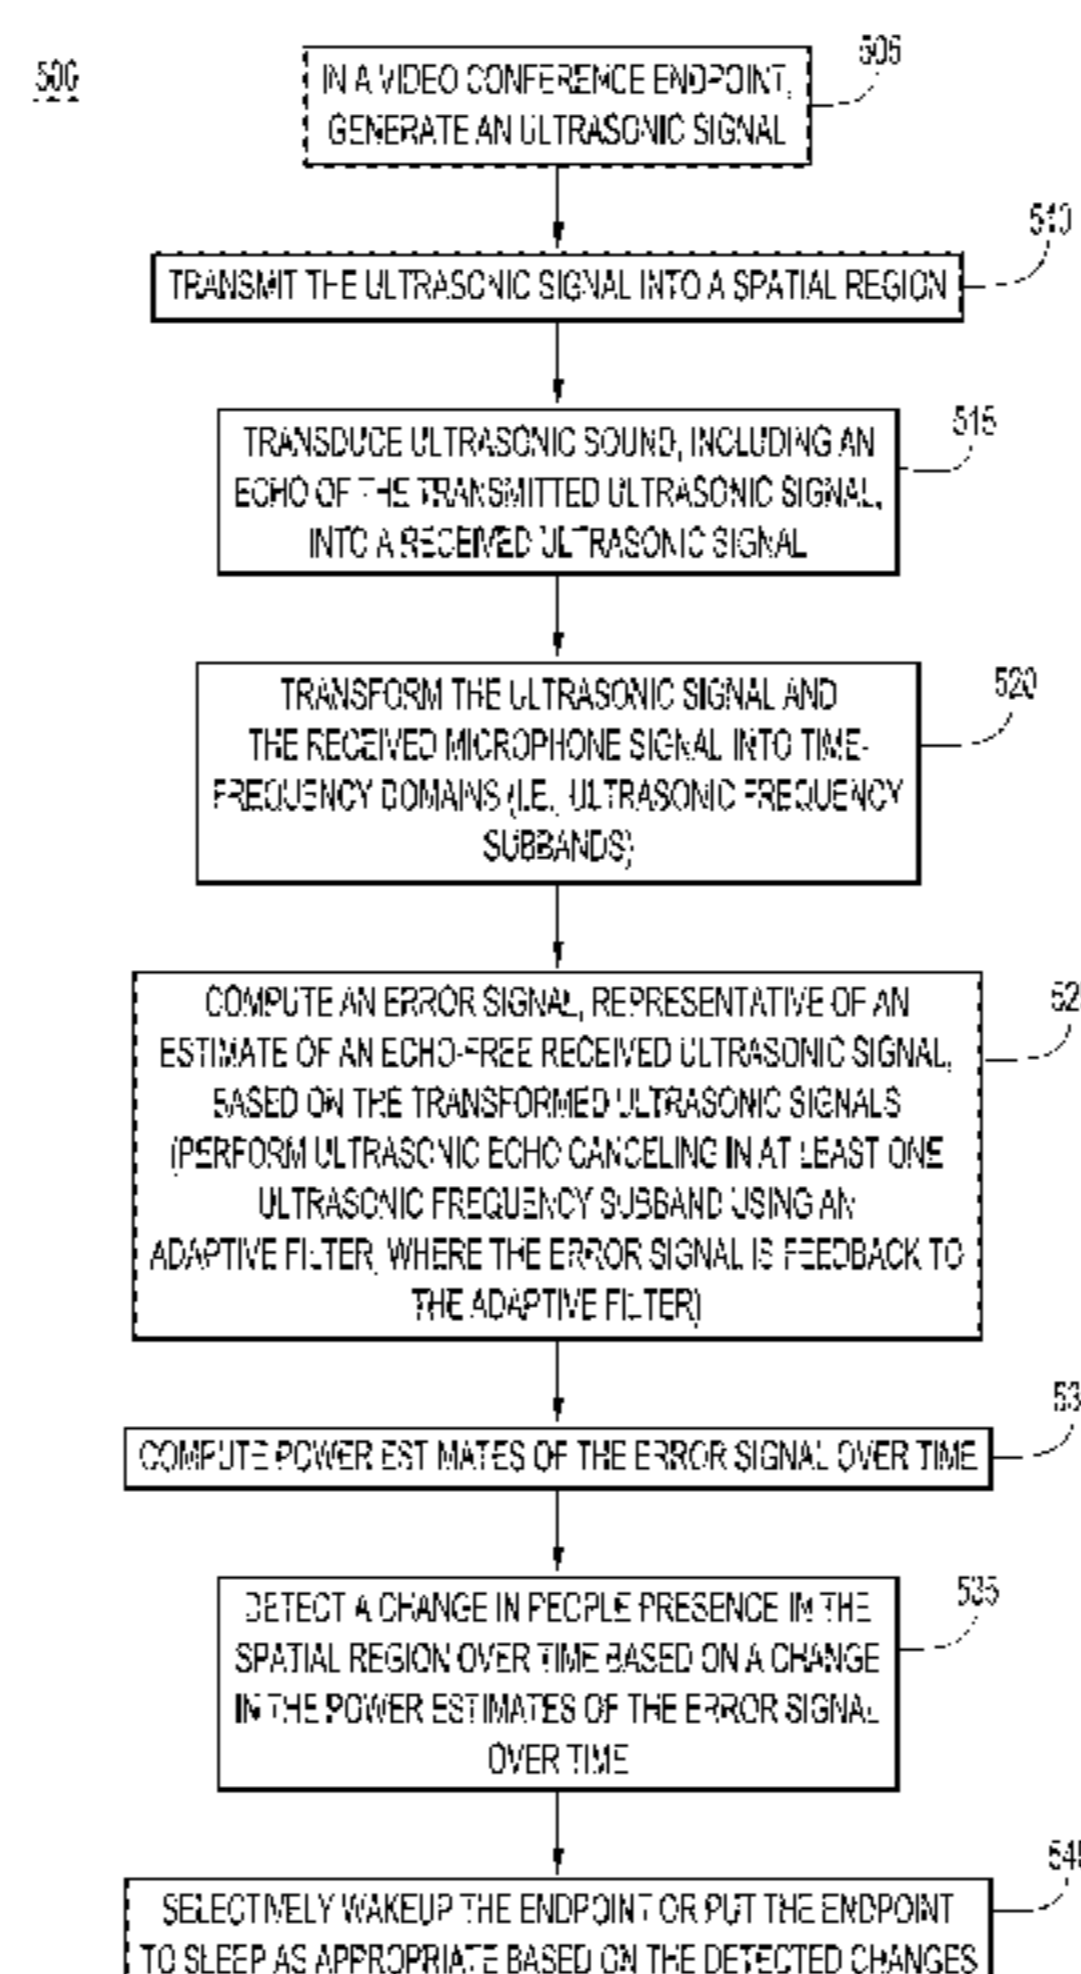 500
505
IN A VIDEO CONFERENCE ENDPOINT,
GENERATE AN ULTRASONIC SIGNAL
510
TRANSMIT THE ULTRASONIC SIGNAL INTO A SPATIAL REGION
515
TRANSDUCE ULTRASONIC SOUND, INCLUDING AN
ECHO OF THE TRANSMITTED ULTRASONIC SIGNAL,
INTO A RECEIVED ULTRASONIC SIGNAL
520
TRANSFORM THE ULTRASONIC SIGNAL AND
THE RECEIVED MICROPHONE SIGNAL INTO TIME-
FREQUENCY DOMAINS (I.E., ULTRASONIC FREQUENCY
SUBBANDS)
52
COMPUTE AN ERROR SIGNAL, REPRESENTATIVE OF AN
ESTIMATE OF AN ECHO-FREE RECEIVED ULTRASONIC SIGNAL,
BASED ON THE TRANSFORMED ULTRASONIC SIGNALS
(PERFORM ULTRASONIC ECHO CANCELING IN AT LEAST ONE
ULTRASONIC FREQUENCY SUBBAND USING AN
ADAPTIVE FILTER, WHERE THE ERROR SIGNAL IS FEEDBACK TO
THE ADAPTIVE FILTER)
53
COMPUTE POWER ESTIMATES OF THE ERROR SIGNAL OVER TIME
535
DETECT A CHANGE IN PEOPLE PRESENCE IN THE
SPATIAL REGION OVER TIME BASED ON A CHANGE
IN THE POWER ESTIMATES OF THE ERROR SIGNAL
OVER TIME
54
SELECTIVELY WAKEUP THE ENDPOINT OR PUT THE ENDPOINT
TO SLEEP AS APPROPRIATE BASED ON THE DETECTED CHANGES